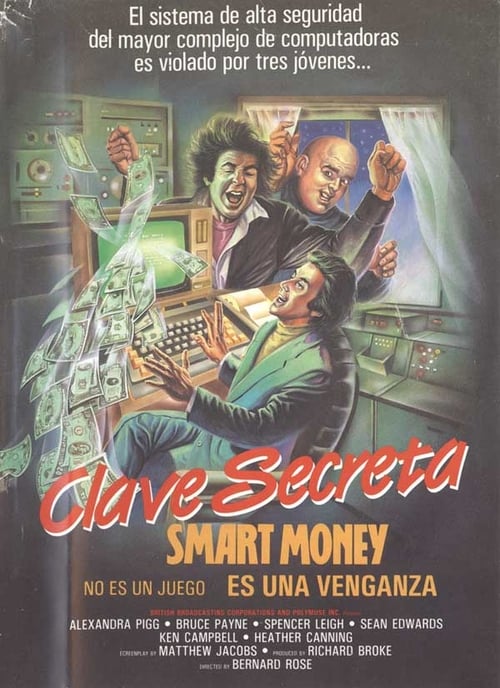 El sistema de alta seguridad
del mayor complejo de computadoras
es violado por tres jóvenes...
Clave Secreta
SMART MONEY
NO ES UN JUEGO ES UNA VENGANZA
BRITISH BROADCASTING CORPORATIONS AND POLYMUSE INC.
ALEXANDRA PIGG • BRUCE PAYNE • SPENCER LEIGH • SEAN EDWARDS
KEN CAMPBELL • HEATHER CANNING
SCREENPLAY BY MATTHEW JACOBS • PRODUCED BY RICHARD BROKE
DIRECTED BY BERNARD ROSE